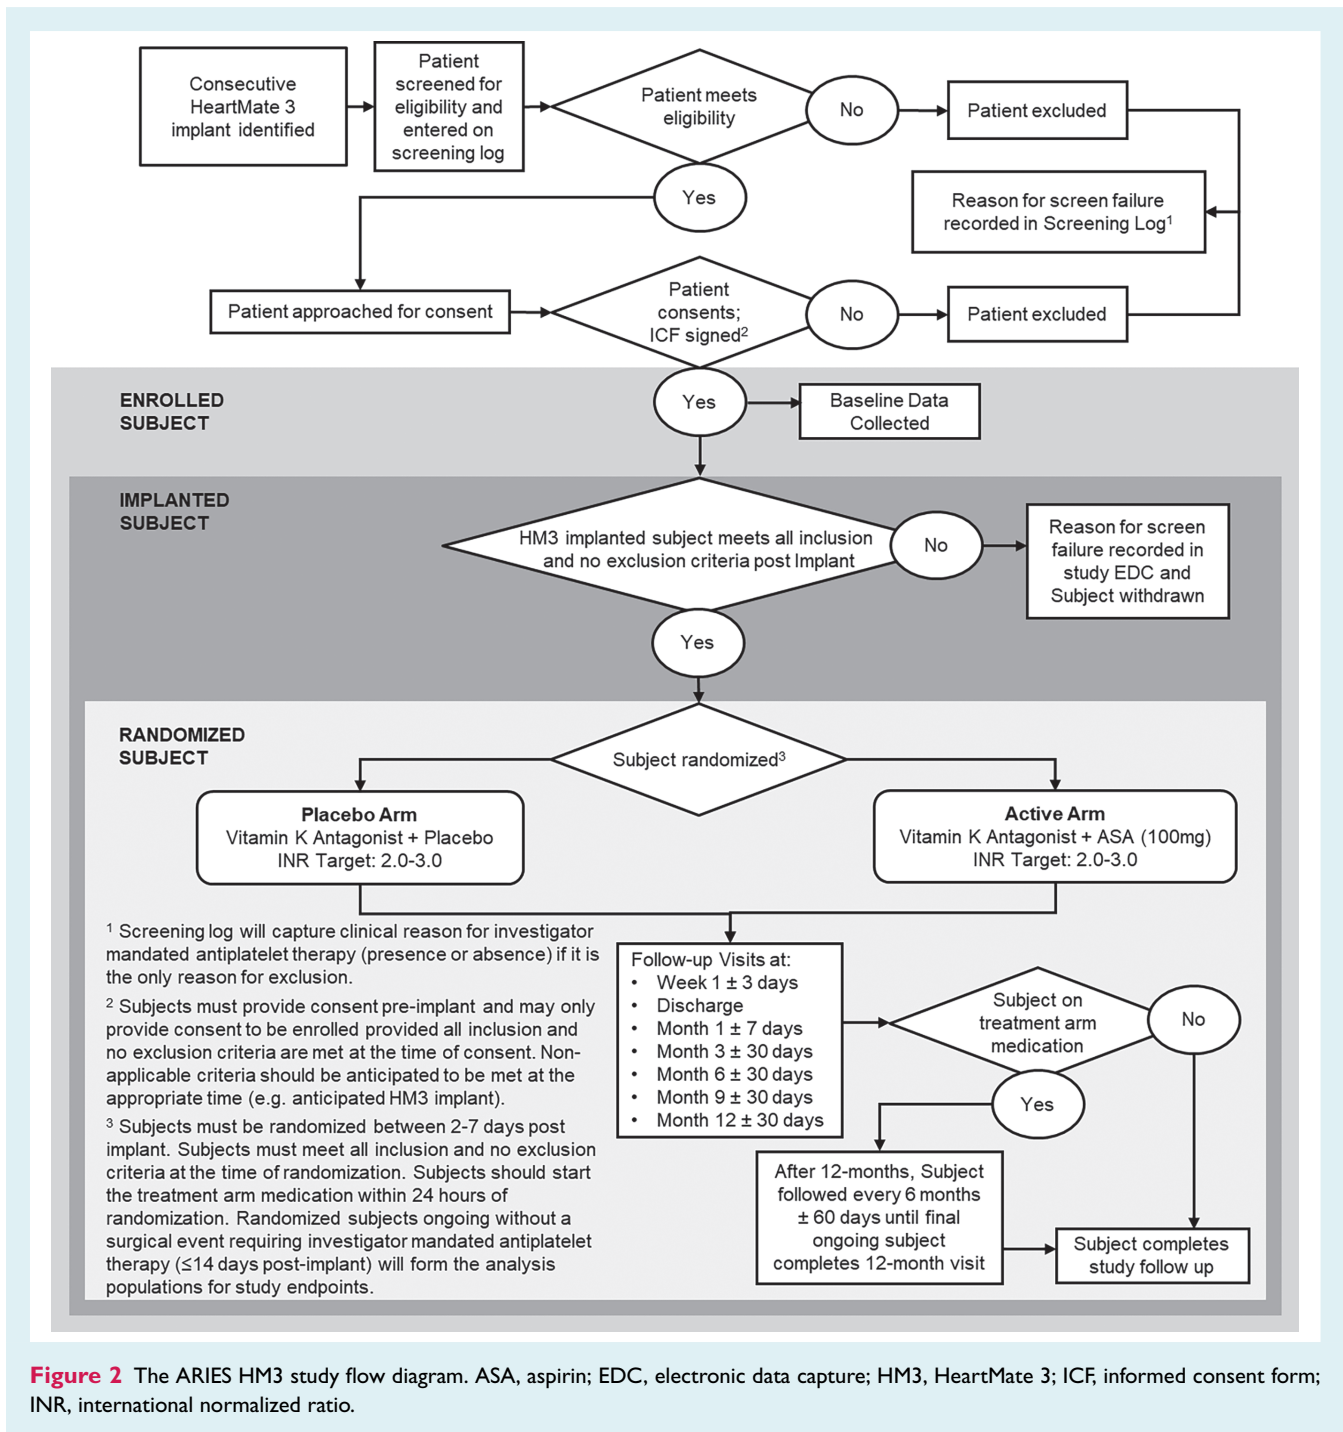 Consecutive
HeartMate 3
implant identified
Patient
screened for
eligibility and
entered on
screening log
Patient meets
eligibility
No
Patient excluded
Yes
Reason for screen failure
recorded in Screening Log¹
Patient approached for consent
Patient
consents;
ICF signed²
No
Patient excluded
ENROLLED
SUBJECT
Yes
Baseline Data
Collected
IMPLANTED
SUBJECT
HM3 implanted subject meets all inclusion
and no exclusion criteria post Implant
No
Reason for screen
failure recorded in
study EDC and
Subject withdrawn
Yes
RANDOMIZED
SUBJECT
Subject randomized³
Placebo Arm
Vitamin K Antagonist + Placebo
INR Target: 2.0-3.0
Active Arm
Vitamin K Antagonist + ASA (100mg)
INR Target: 2.0-3.0
¹ Screening log will capture clinical reason for investigator
mandated antiplatelet therapy (presence or absence) if it is
the only reason for exclusion.
² Subjects must provide consent pre-implant and may only
provide consent to be enrolled provided all inclusion and
no exclusion criteria are met at the time of consent. Non-
applicable criteria should be anticipated to be met at the
appropriate time (e.g. anticipated HM3 implant).
³ Subjects must be randomized between 2-7 days post
implant. Subjects must meet all inclusion and no exclusion
criteria at the time of randomization. Subjects should start
the treatment arm medication within 24 hours of
randomization. Randomized subjects ongoing without a
surgical event requiring investigator mandated antiplatelet
therapy (≤14 days post-implant) will form the analysis
populations for study endpoints.
Follow-up Visits at:
• Week 1 ± 3 days
• Discharge
• Month 1 ± 7 days
• Month 3 ± 30 days
• Month 6 ± 30 days
• Month 9 ± 30 days
• Month 12 ± 30 days
Subject on
treatment arm
medication
No
Yes
After 12-months, Subject
followed every 6 months
± 60 days until final
ongoing subject
completes 12-month visit
Subject completes
study follow up
Figure 2 The ARIES HM3 study flow diagram. ASA, aspirin; EDC, electronic data capture; HM3, HeartMate 3; ICF, informed consent form;
INR, international normalized ratio.